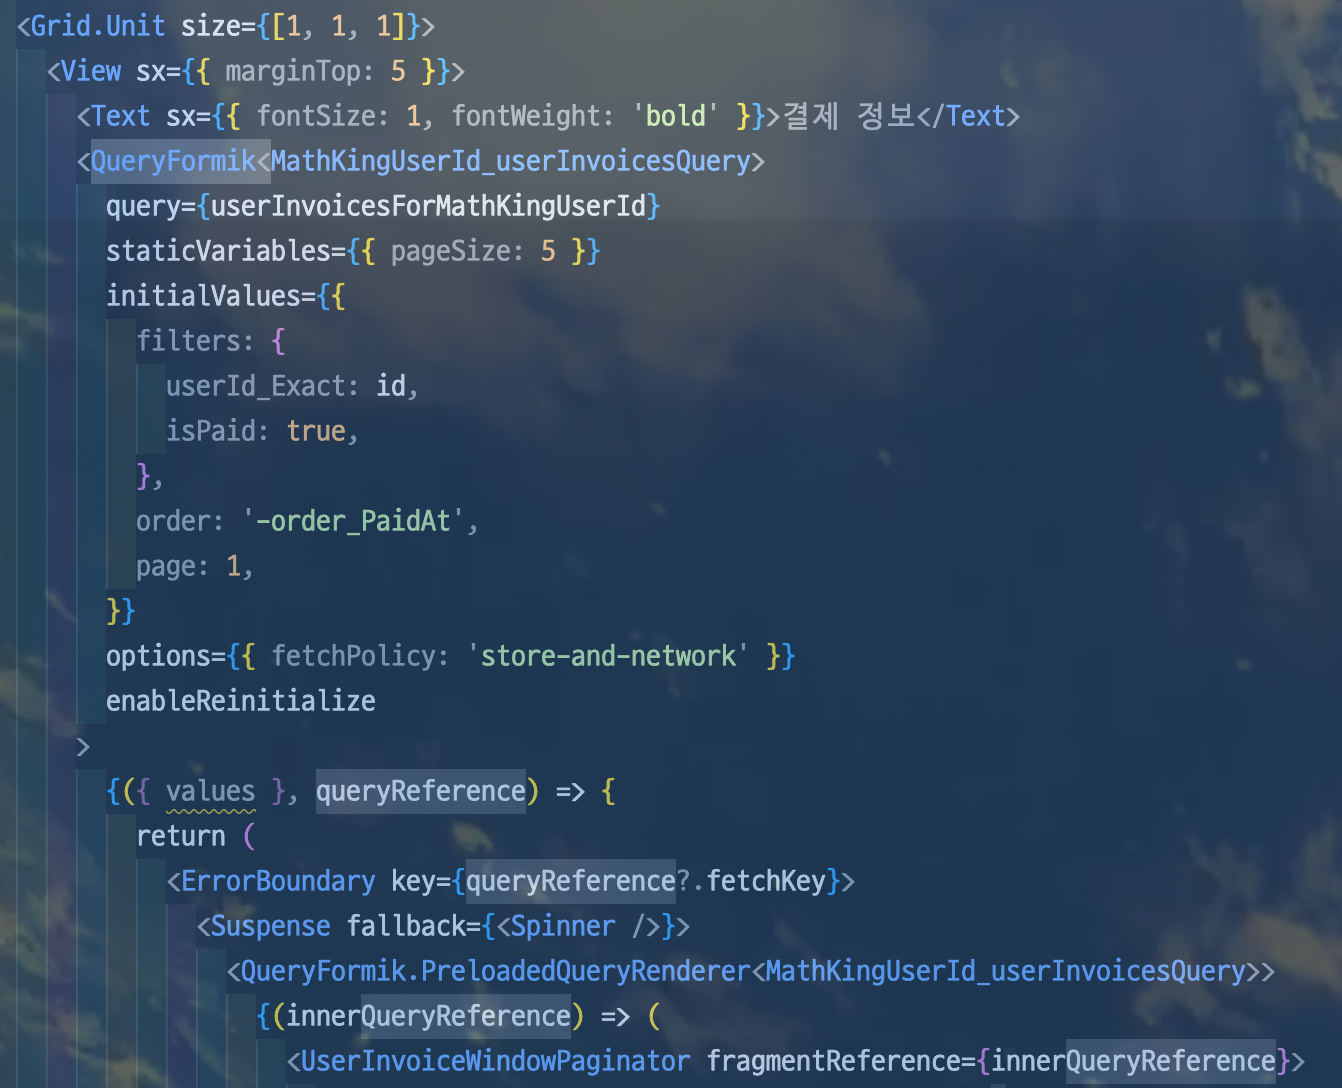 <Grid.Unit size={[1, 1, 1]}>
<View sx={{ marginTop: 5 }}>
<Text sx={{ fontSize: 1, fontWeight: 'bold' }}>결제 정보</Text>
<QueryFormik<MathKingUserId_userInvoicesQuery>
query={userInvoicesForMathKingUserId}
staticVariables={{ pageSize: 5 }}
initialValues={{
filters: {
userId_Exact: id,
isPaid: true,
},
order: '-order_PaidAt',
page: 1,
}}
options={{ fetchPolicy: 'store-and-network' }}
enableReinitialize
>
{({ values }, queryReference) => {
return (
<ErrorBoundary key={queryReference?.fetchKey}>
<Suspense fallback={<Spinner />}>
<QueryFormik.PreloadedQueryRenderer<MathKingUserId_userInvoicesQuery>>
{(innerQueryReference) => (
<UserInvoiceWindowPaginator fragmentReference={innerQueryReference}>